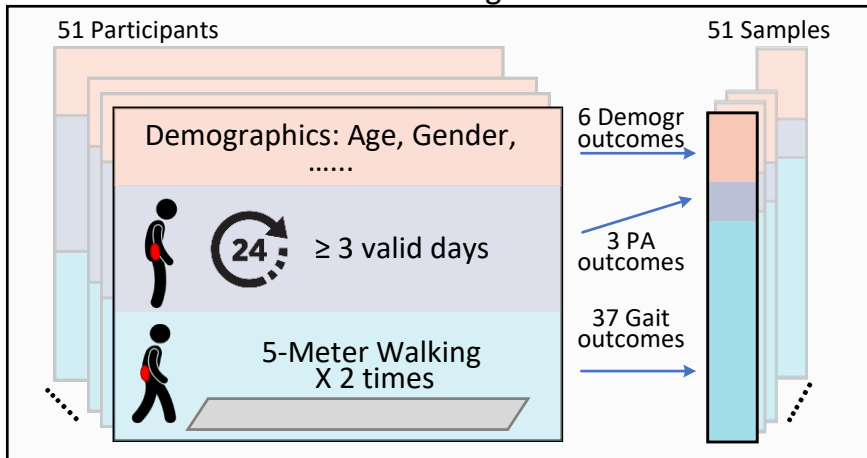 51 Participants
51 Samples
Demographics: Age, Gender,
......
6 Demogr
outcomes
24
≥ 3 valid days
3 PA
outcomes
5-Meter Walking
X 2 times
37 Gait
outcomes